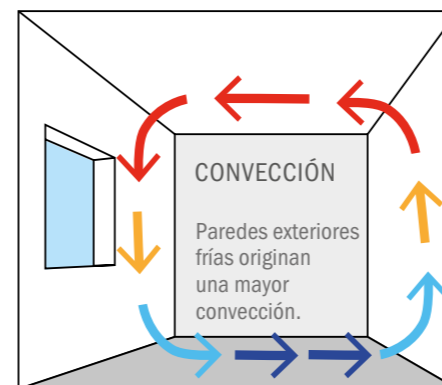 CONVECCIÓN
Paredes exteriores
frías originan
una mayor
convección.